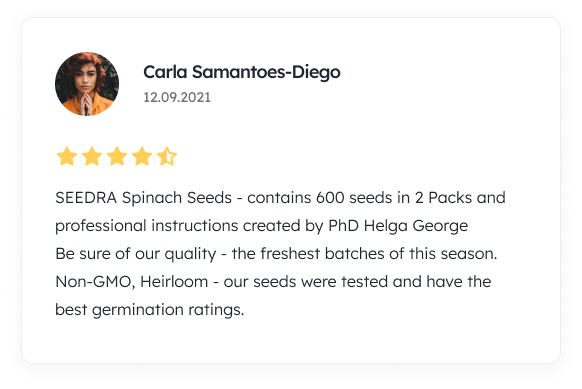 Carla Samantoes-Diego
12.09.2021
SEEDRA Spinach Seeds - contains 600 seeds in 2 Packs and
professional instructions created by PhD Helga George
Be sure of our quality - the freshest batches of this season.
Non-GMO, Heirloom - our seeds were tested and have the
best germination ratings.